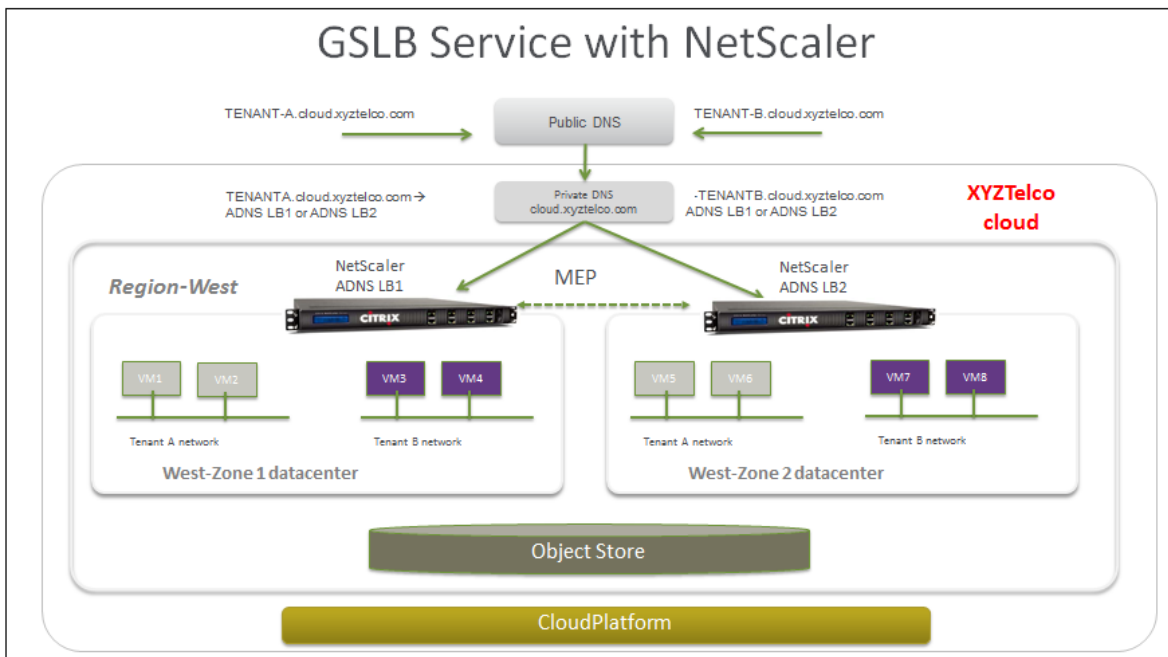 GSLB Service with NetScaler
TENANT-A.cloud.xyztelco.com
Public DNS
TENANT-B.cloud.xyztelco.com
TENANTA.cloud.xyztelco.com→
ADNS LB1 or ADNS LB2
Private DNS
cloud.xyztelco.com
-TENANTB.cloud.xyztelco.com
ADNS LB1 or ADNS LB2
XYZTelco
cloud
Region-West
NetScaler
ADNS LB1
MEP
NetScaler
ADNS LB2
CITRIX
CITRIX
VM1
VM2
VM3
VM4
VM5
VM6
VM7
VM8
Tenant A network
Tenant B network
Tenant A network
Tenant B network
West-Zone 1 datacenter
West-Zone 2 datacenter
Object Store
CloudPlatform